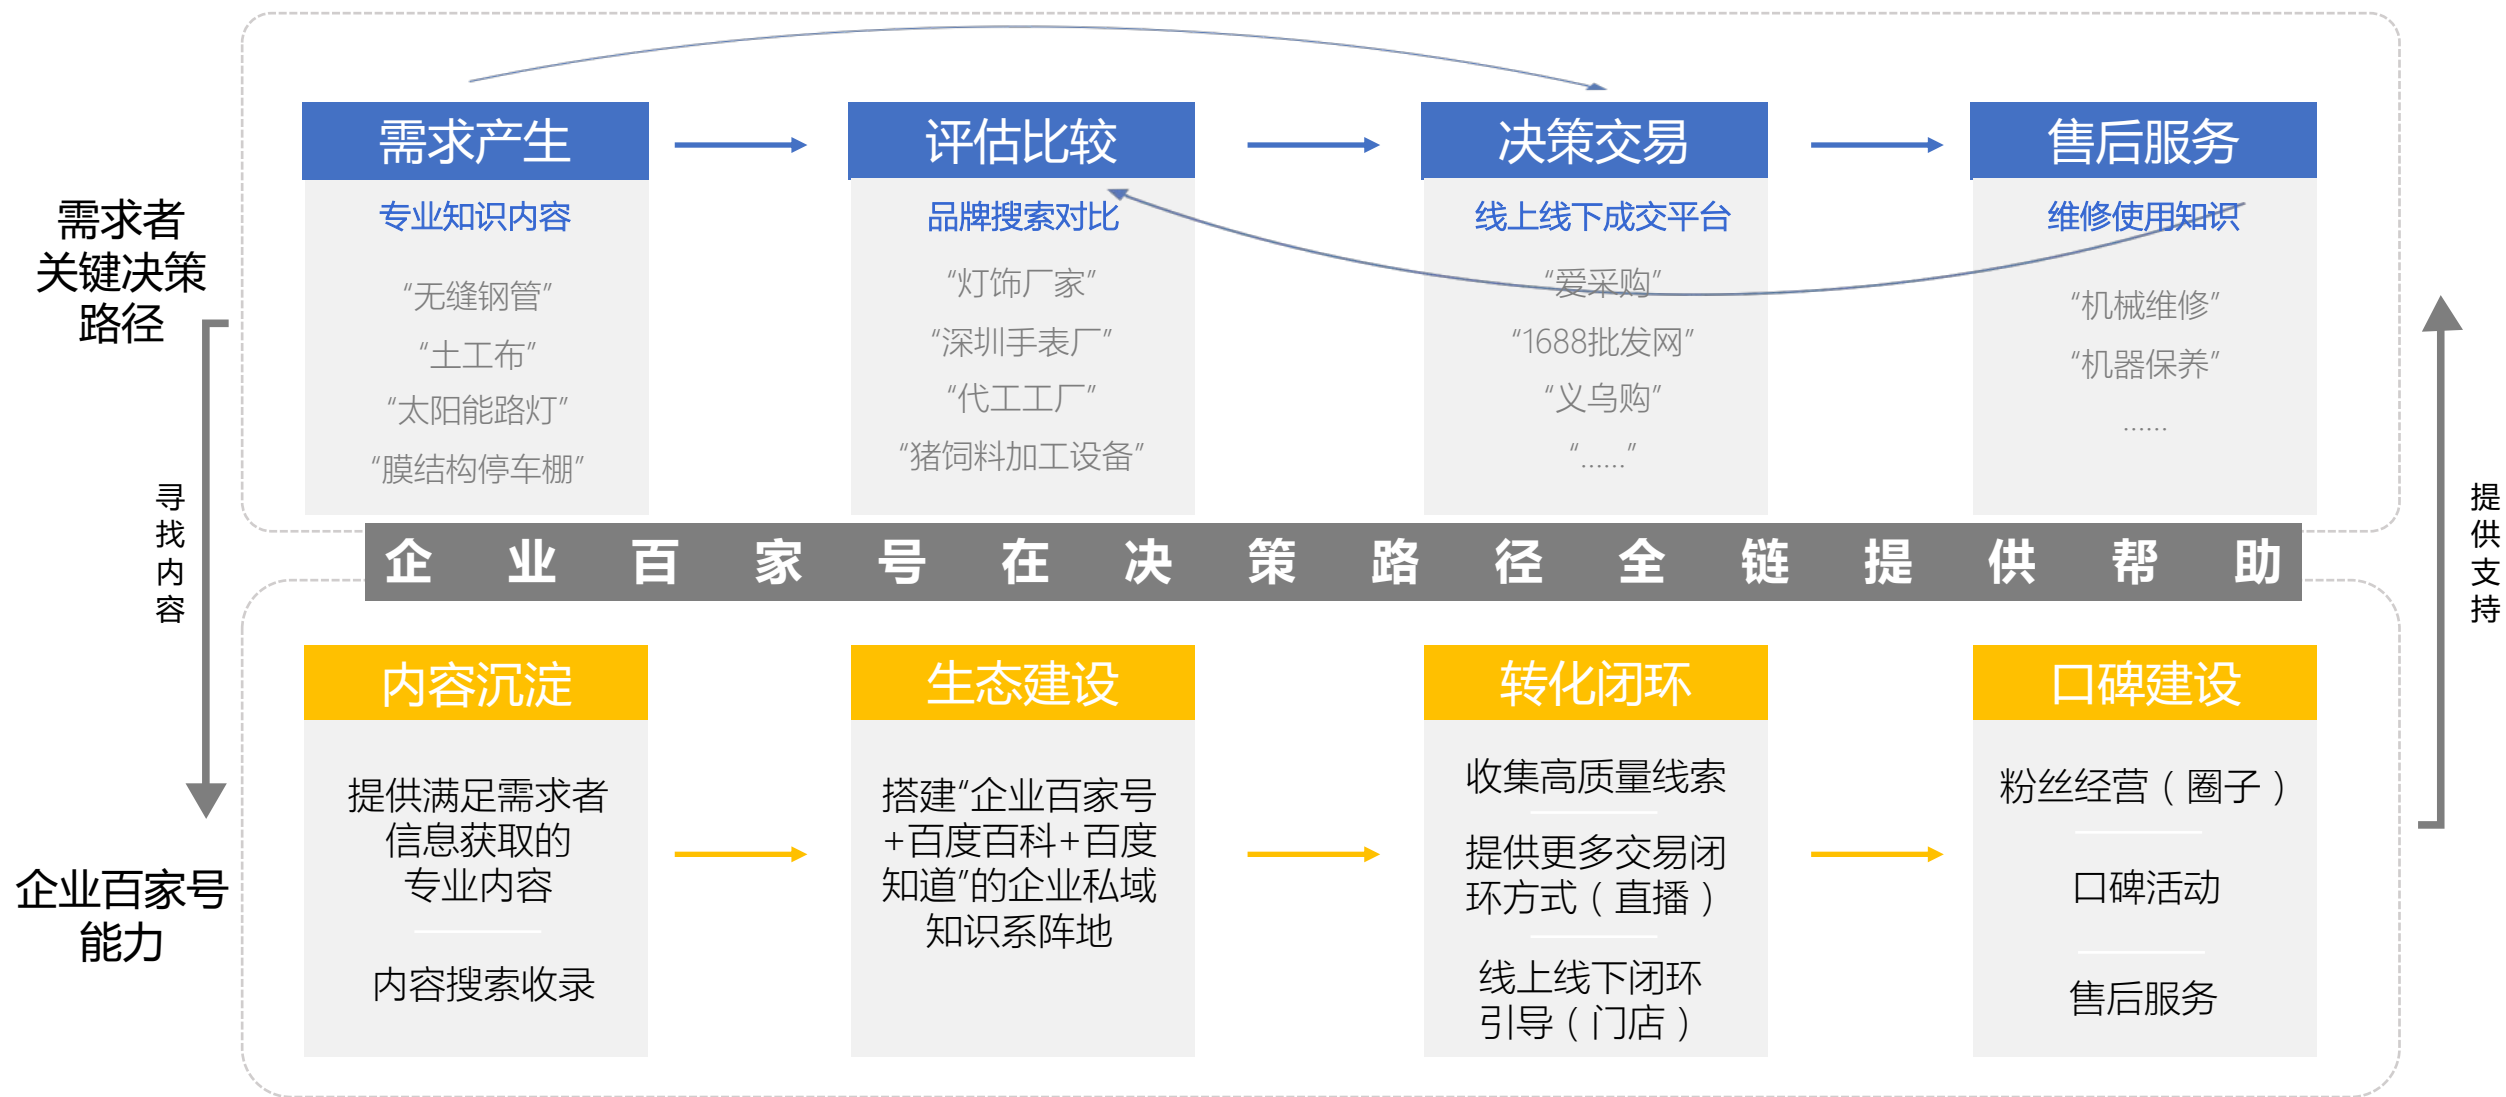 需求者
关键决策
路径
需求产生
专业知识内容
“无缝钢管”
“土工布”
“太阳能路灯”
“膜结构停车棚”
评估比较
品牌搜索对比
“灯饰厂家”
“深圳手表厂”
“代工工厂”
“猪饲料加工设备”
决策交易
线上线下成交平台
“爱采购”
“1688批发网”
“义乌购”
“……”
售后服务
维修使用知识
“机械维修”
“机器保养”
……
寻
找
内
容
提
供
支
持
企业百家号在决策路径全链提供帮助
企业百家号
能力
内容沉淀
提供满足需求者
信息获取的
专业内容
内容搜索收录
生态建设
搭建“企业百家号
+百度百科+百度
知道”的企业私域
知识系阵地
转化闭环
收集高质量线索
提供更多交易闭
环方式（直播）
线上线下闭环
引导（门店）
口碑建设
粉丝经营（圈子）
口碑活动
售后服务